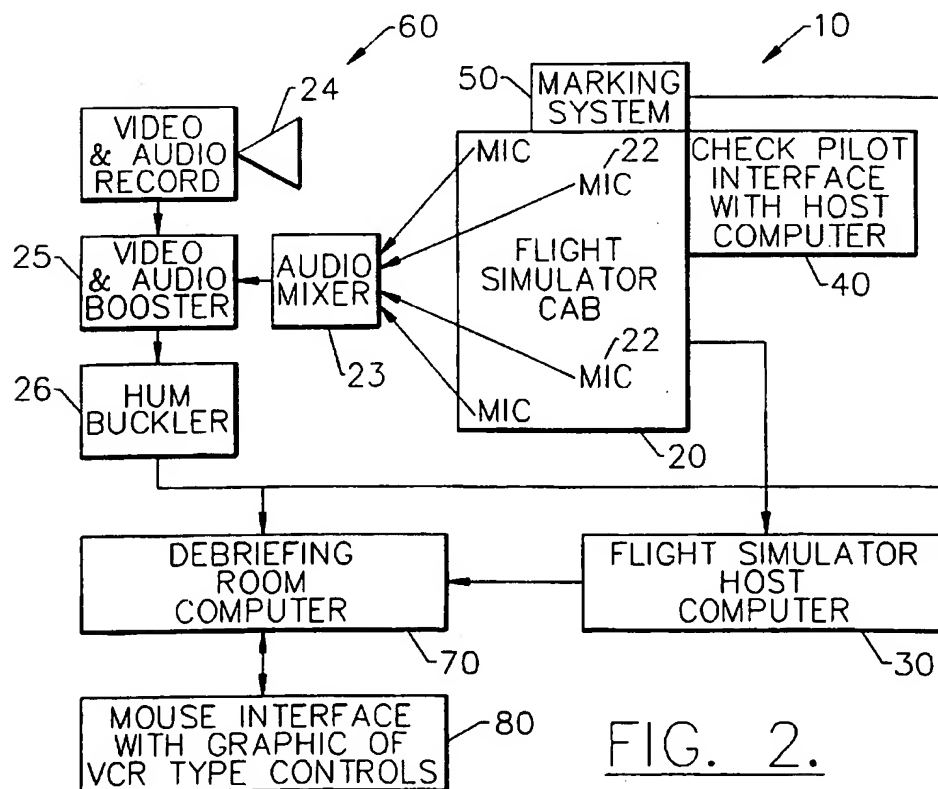 60
10
24
50
MARKING
SYSTEM
VIDEO
& AUDIO
RECORD
MIC
22
MIC
CHECK PILOT
INTERFACE
WITH HOST
COMPUTER
40
25
VIDEO
& AUDIO
BOOSTER
AUDIO
MIXER
23
FLIGHT
SIMULATOR
CAB
22
MIC
MIC
20
26
HUM
BUCKLER
DEBRIEFING
ROOM
COMPUTER
70
FLIGHT SIMULATOR
HOST
COMPUTER
30
MOUSE INTERFACE
WITH GRAPHIC OF
VCR TYPE CONTROLS
80
FIG. 2.